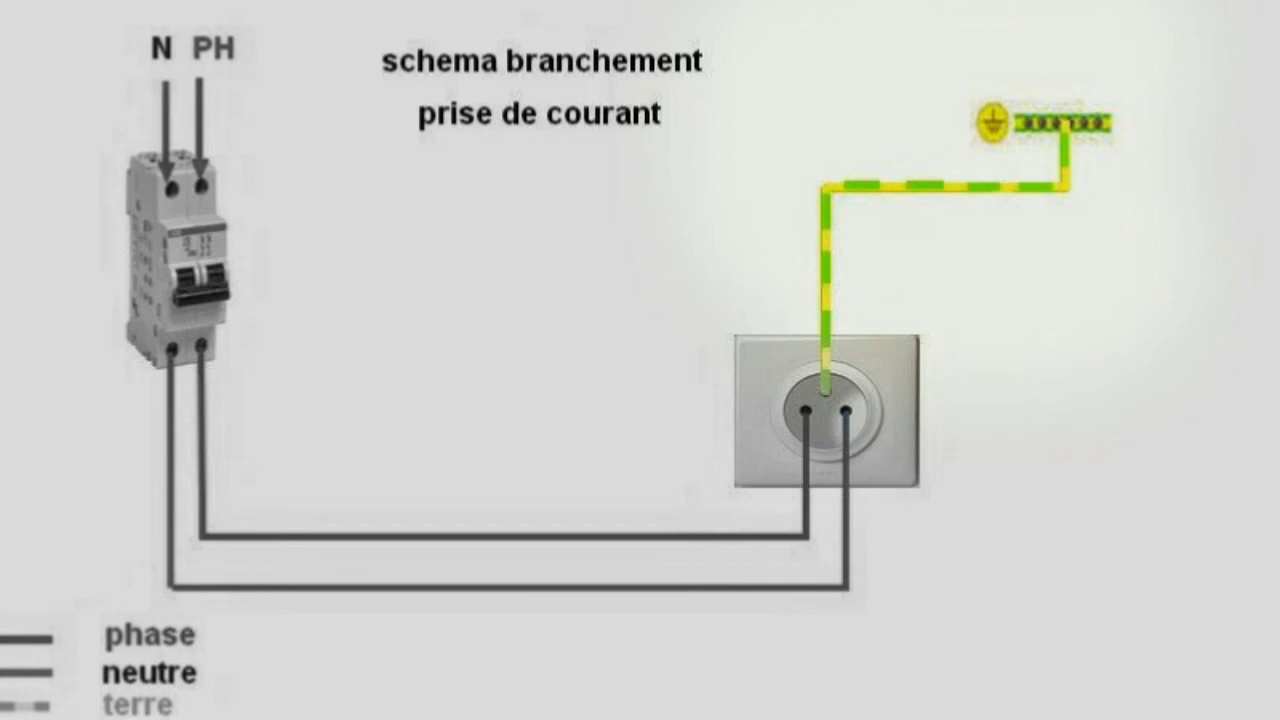 N PH
schema branchement
prise de courant
phase
neutre
terre